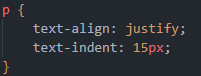 p {
    text-align: justify;
    text-indent: 15px;
}